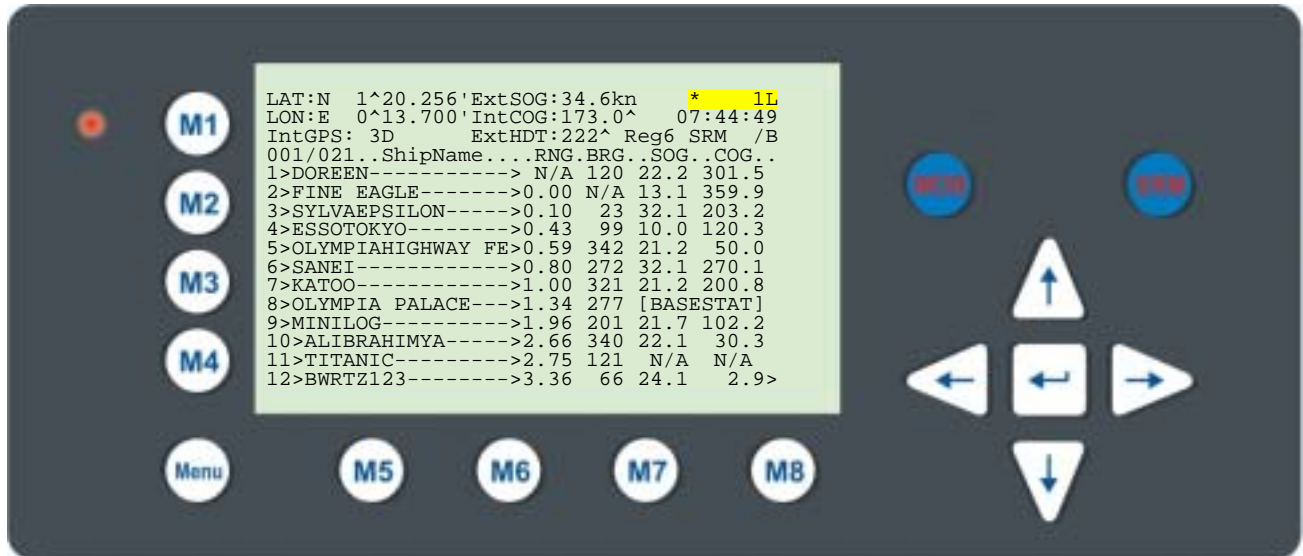 LAT:N  1^20.256'ExtSOG:34.6kn    *    1L
LON:E  0^13.700'IntCOG:173.0^   07:44:49
IntGPS: 3D      ExtHDT:222^ Reg6 SRM  /B
001/021..ShipName....RNG.BRG..SOG..COG..
1>DOREEN-----------> N/A 120 22.2 301.5
2>FINE EAGLE------->0.00 N/A 13.1 359.9
3>SYLVAEPSILON----->0.10  23 32.1 203.2
4>ESSOTOKYO-------->0.43  99 10.0 120.3
5>OLYMPIAHIGHWAY FE>0.59 342 21.2  50.0
6>SANEI------------>0.80 272 32.1 270.1
7>KATOO------------>1.00 321 21.2 200.8
8>OLYMPIA PALACE--->1.34 277 [BASESTAT]
9>MINILOG---------->1.96 201 21.7 102.2
10>ALIBRAHIMYA----->2.66 340 22.1  30.3
11>TITANIC--------->2.75 121  N/A  N/A
12>BWRTZ123-------->3.36  66 24.1   2.9>
M1
M2
M3
M4
Menu
M5
M6
M7
M8